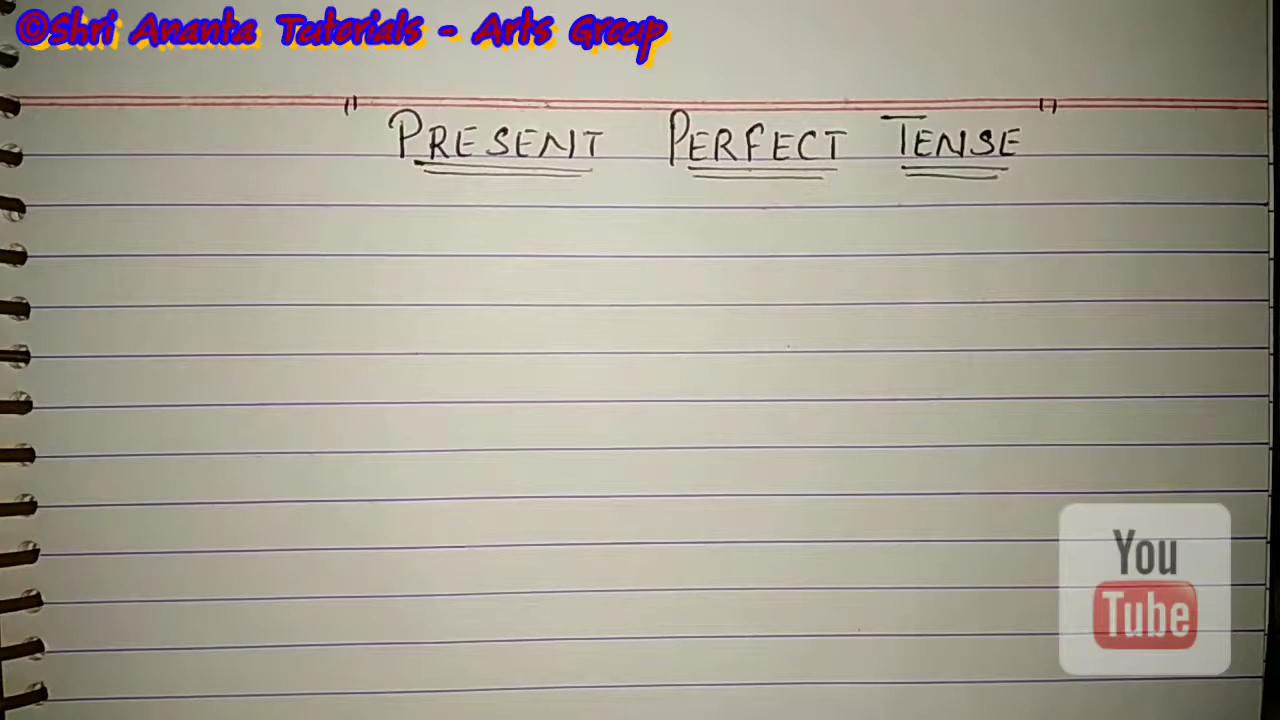 ©Shri Ananta Tutorials - Arts Group
" PRESENT PERFECT TENSE "
You
Tube